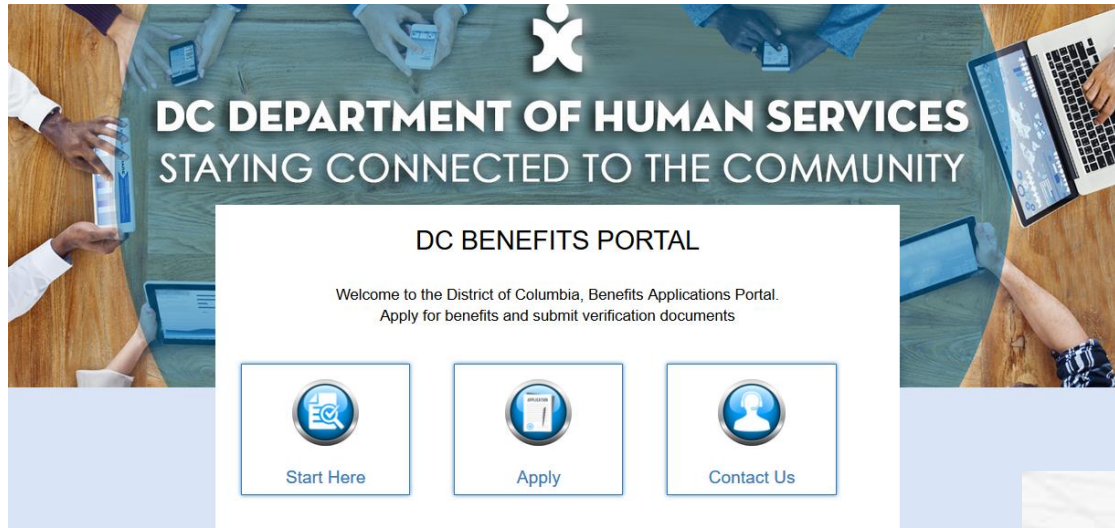 DC DEPARTMENT OF HUMAN SERVICES
STAYING CONNECTED TO THE COMMUNITY
DC BENEFITS PORTAL
Welcome to the District of Columbia, Benefits Applications Portal.
Apply for benefits and submit verification documents
APPLICATION
Start Here
Apply
Contact Us